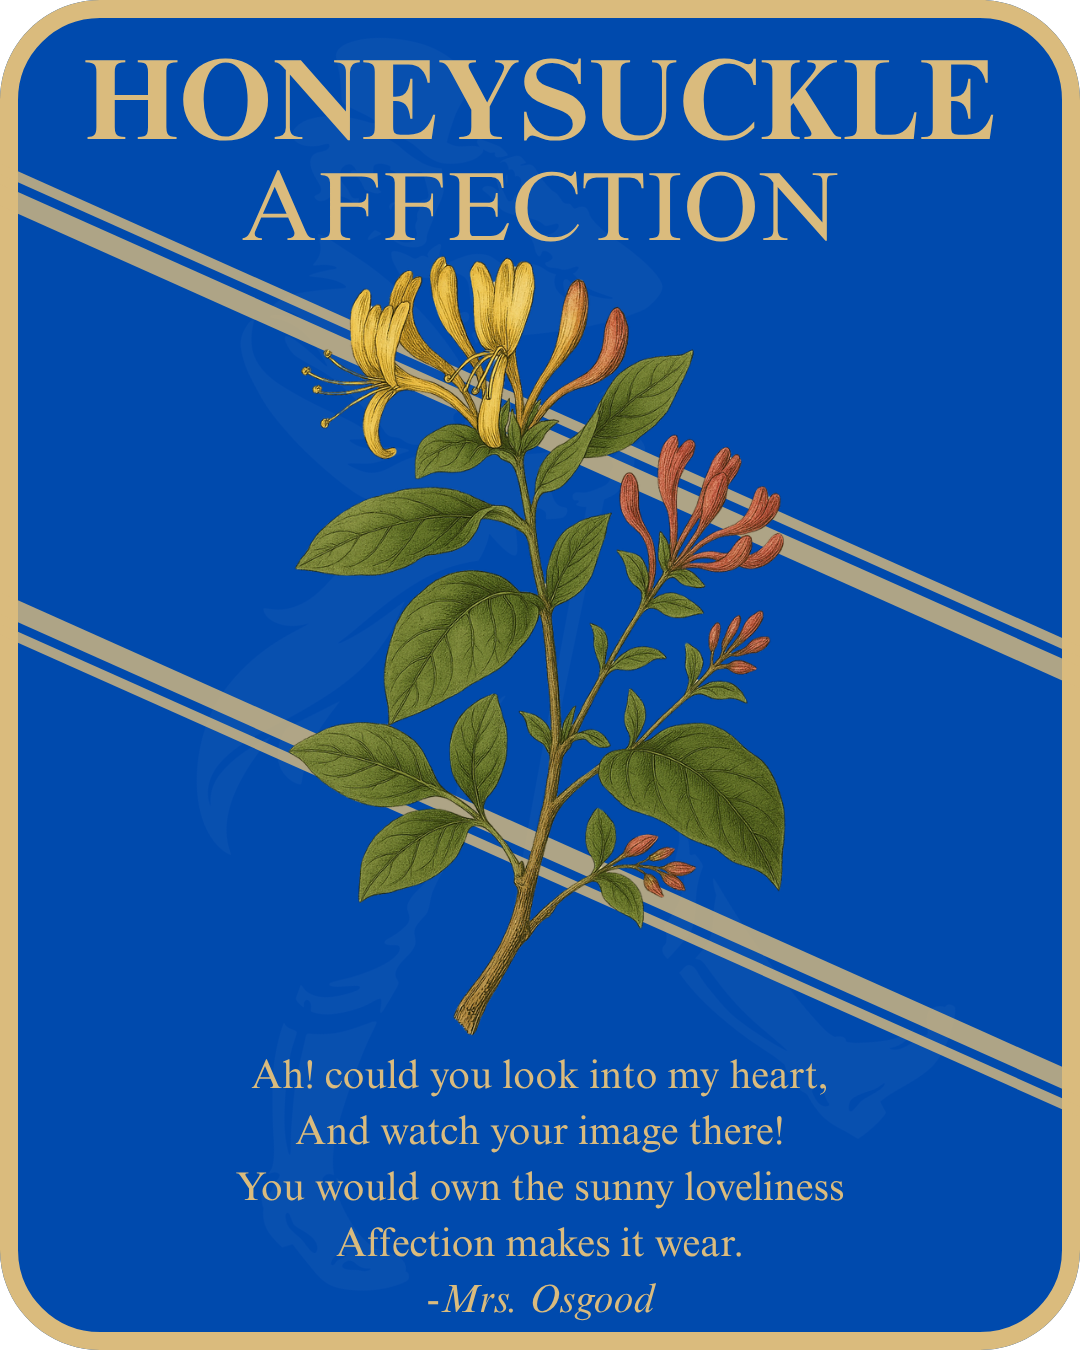 HONEYSUCKLE
AFFECTION
Ah! could you look into my heart,
And watch your image there!
You would own the sunny loveliness
Affection makes it wear.
-Mrs. Osgood